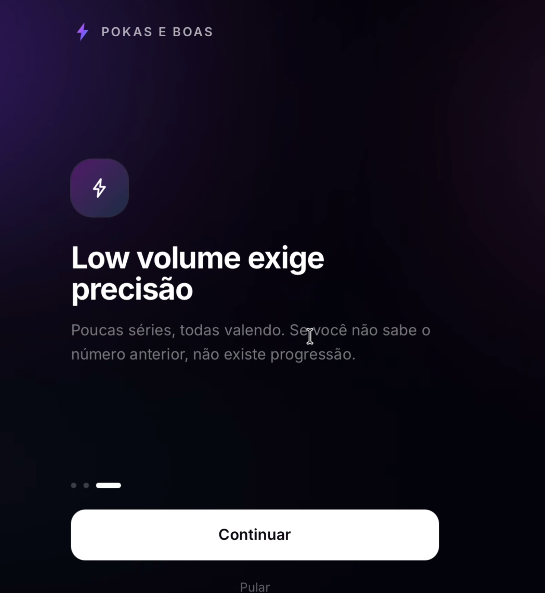 POKAS E BOAS
Low volume exige
precisão
Poucas séries, todas valendo. Se você não sabe o
número anterior, não existe progressão.
Continuar
Pular